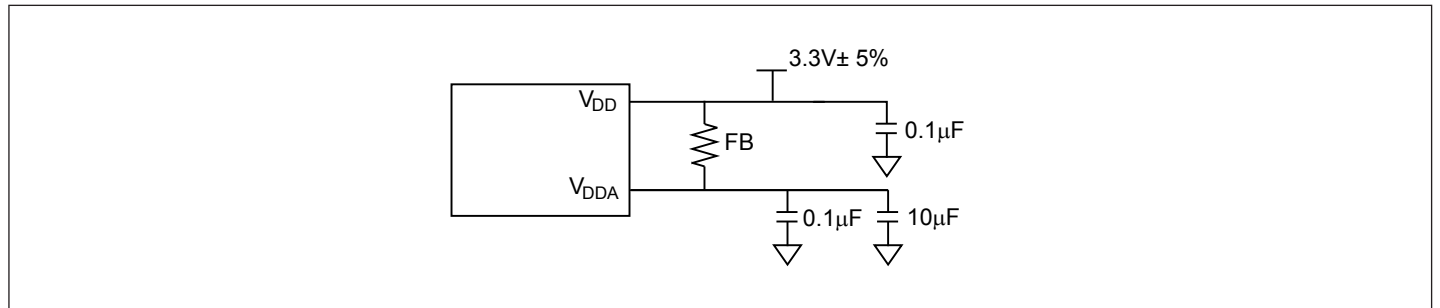 3.3V± 5%
VDD
0.1μF
FB
VDDA
0.1μF
10μF